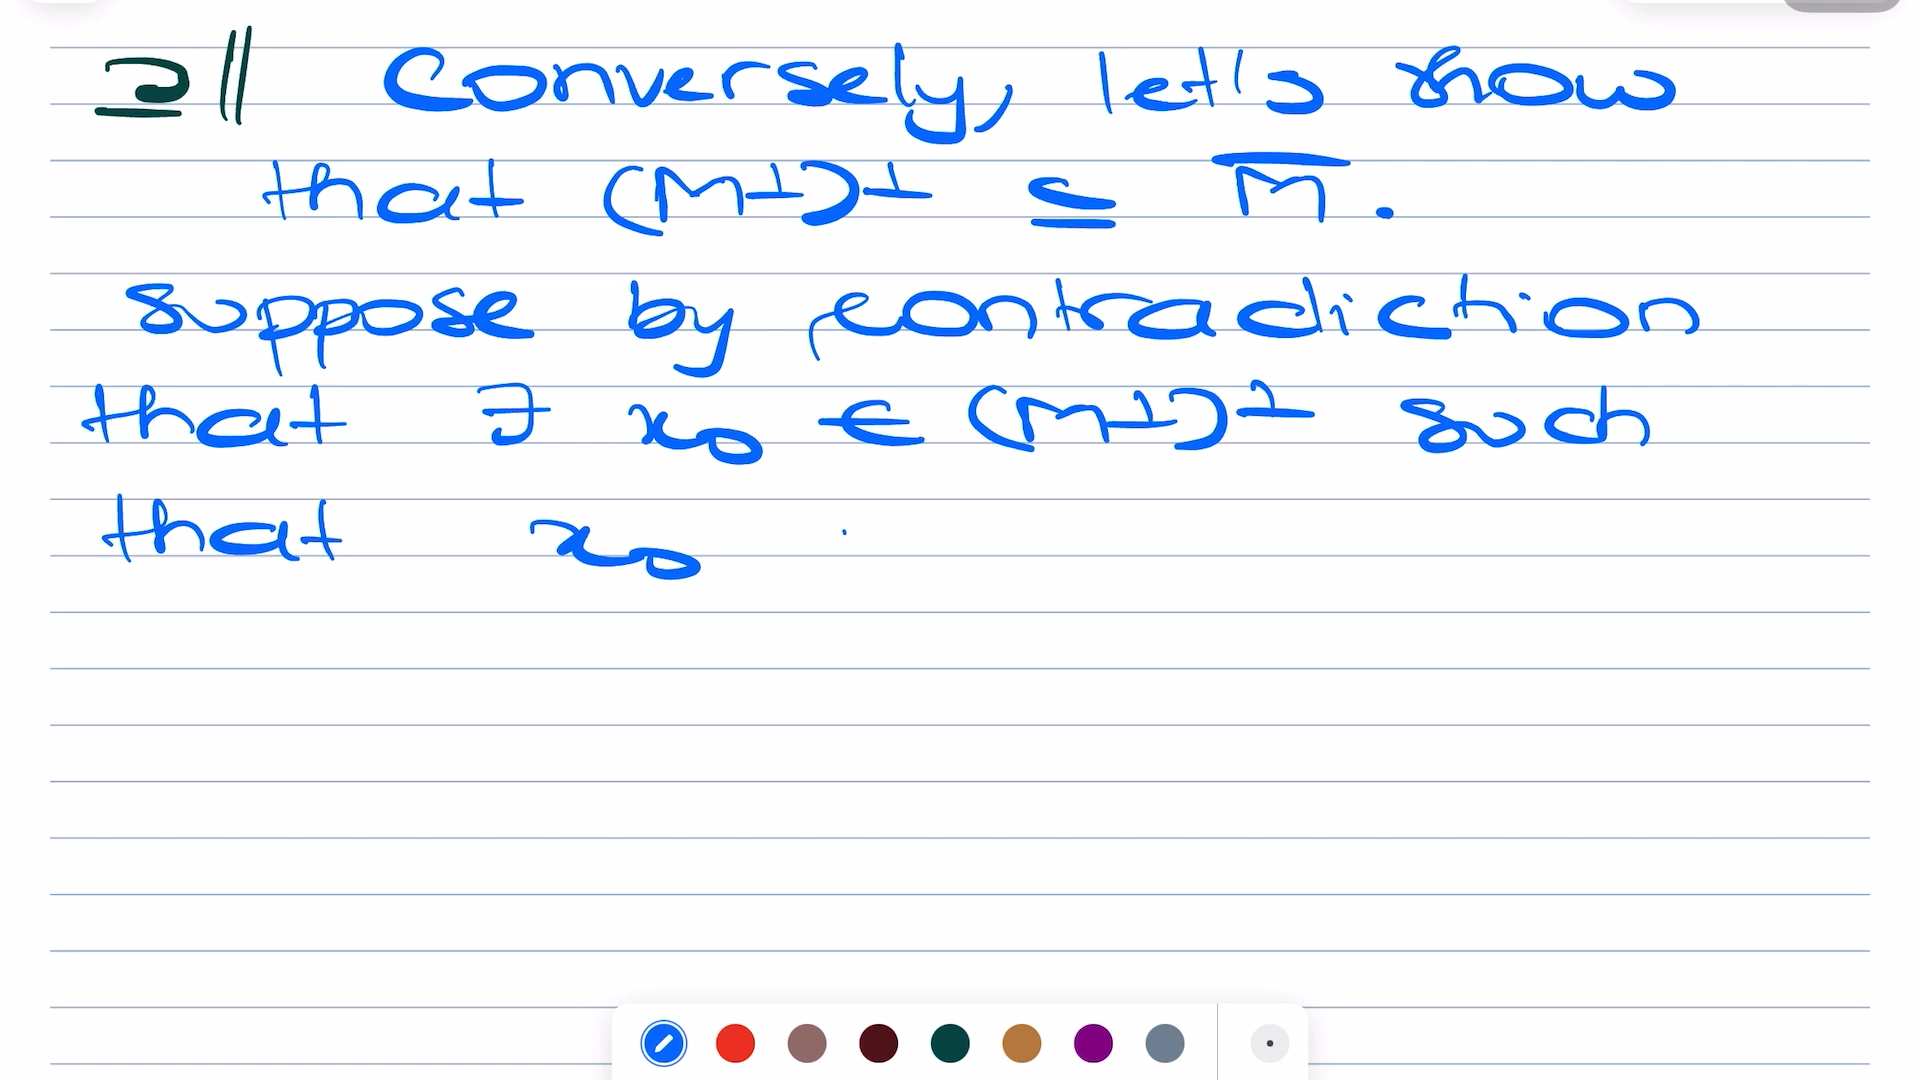 ⊇|| Conversely, let's show
that (M⊥)⊥ ⊆ M̅.
suppose by contradiction
that ∃ x₀ ∈ (M⊥)⊥ such
that x₀